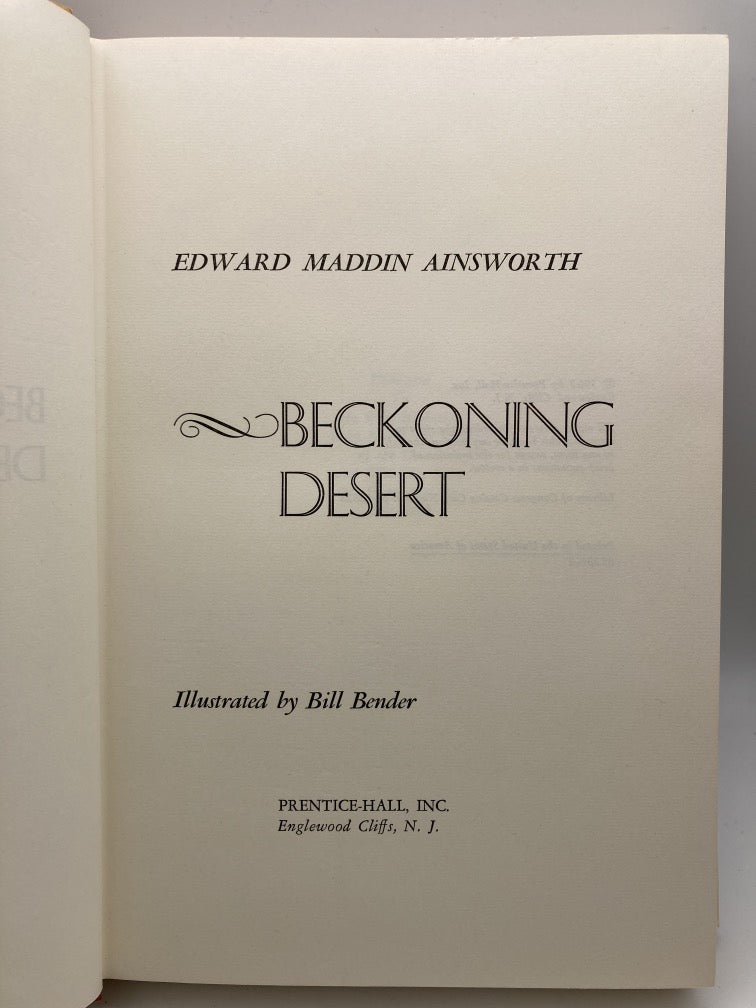 EDWARD MADDIN AINSWORTH
BECKONING
DESERT
Illustrated by Bill Bender
PRENTICE-HALL, INC.
Englewood Cliffs, N. J.